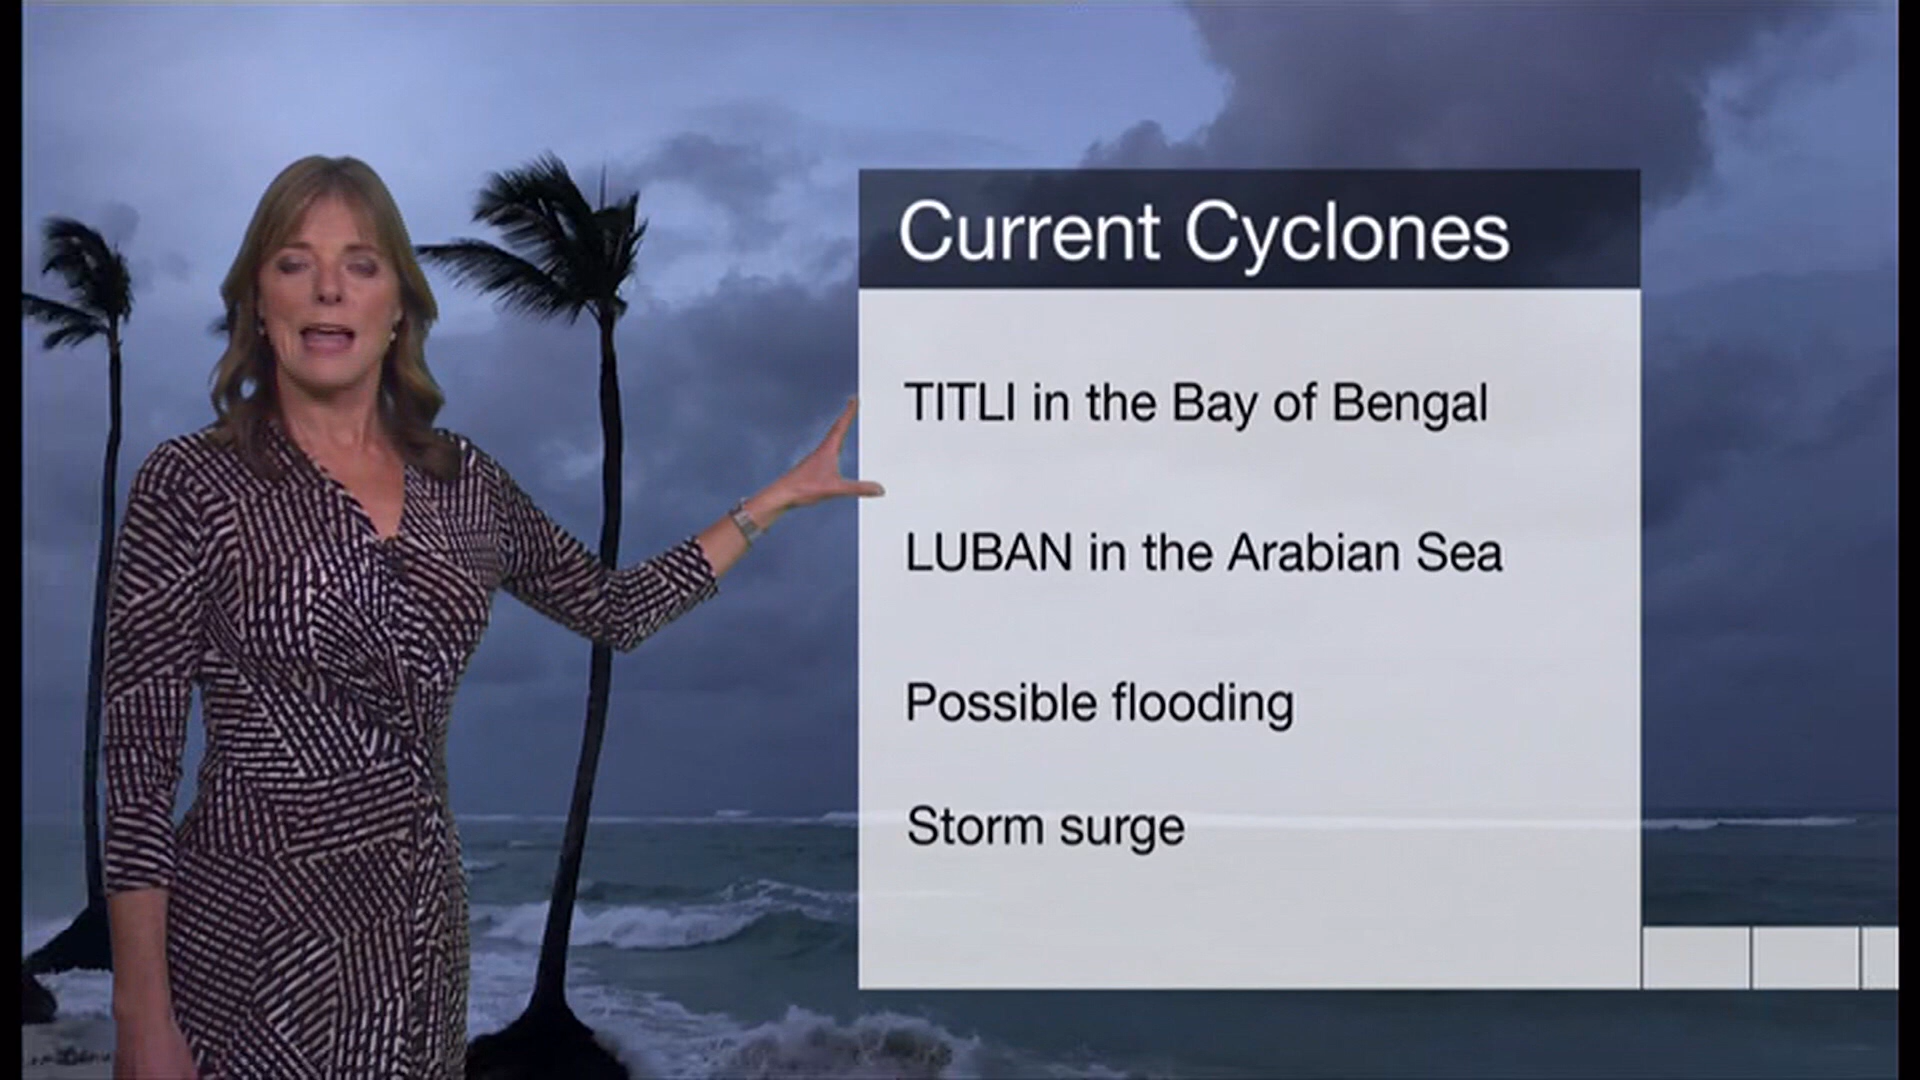 Current Cyclones
TITLI in the Bay of Bengal
LUBAN in the Arabian Sea
Possible flooding
Storm surge